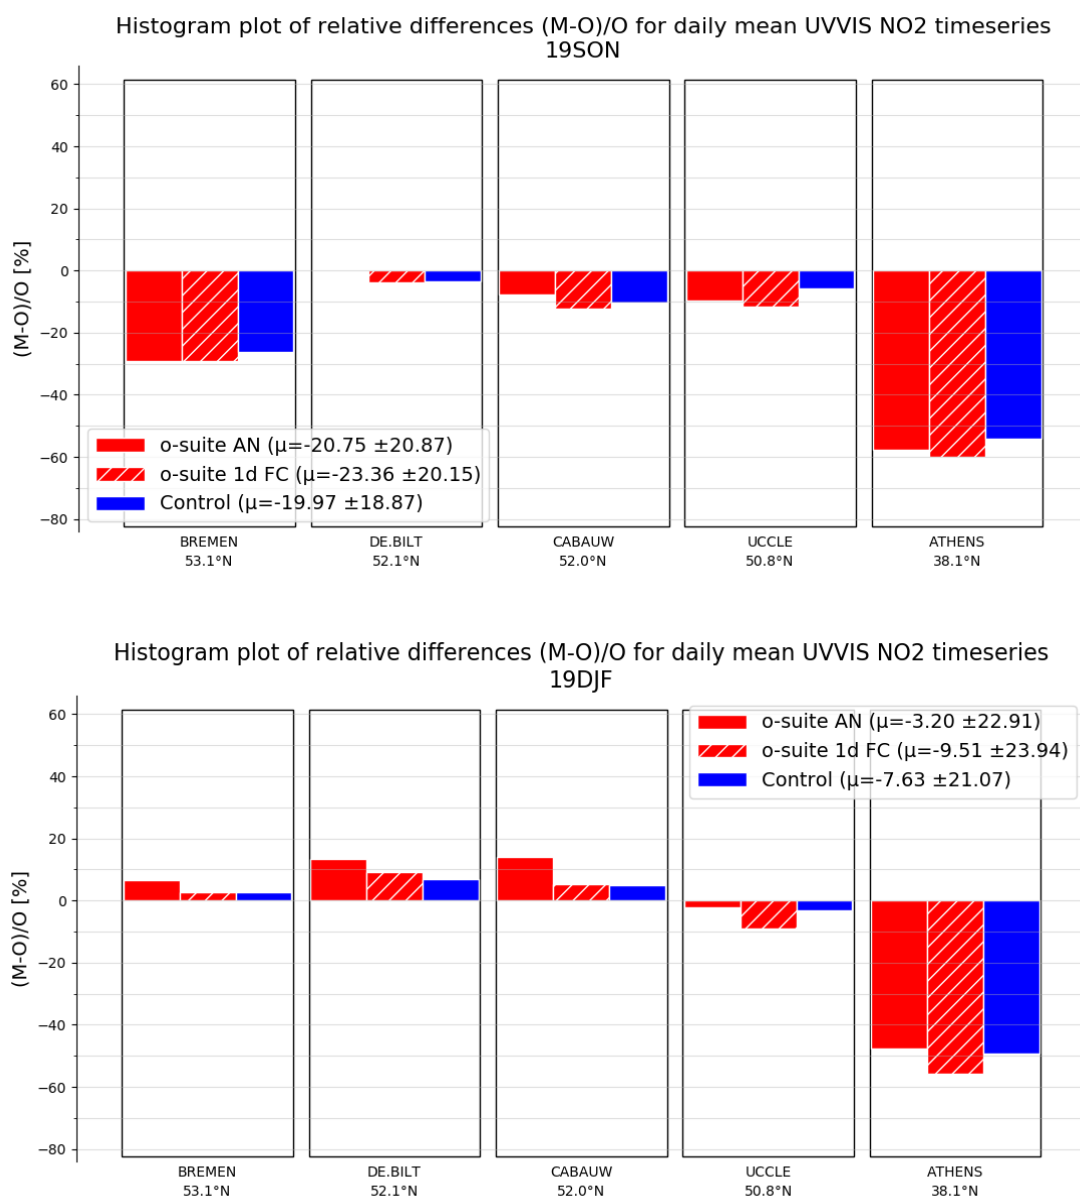 Histogram plot of relative differences (M-O)/O for daily mean UVVIS NO2 timeseries
19SON
(M-O)/O [%]
60
40
20
0
−20
−40
−60
−80
o-suite AN (μ=-20.75 ±20.87)
o-suite 1d FC (μ=-23.36 ±20.15)
Control (μ=-19.97 ±18.87)
BREMEN DE.BILT CABAUW UCCLE ATHENS
53.1°N 52.1°N 52.0°N 50.8°N 38.1°N
Histogram plot of relative differences (M-O)/O for daily mean UVVIS NO2 timeseries
19DJF
(M-O)/O [%]
60
40
20
0
−20
−40
−60
−80
o-suite AN (μ=-3.20 ±22.91)
o-suite 1d FC (μ=-9.51 ±23.94)
Control (μ=-7.63 ±21.07)
BREMEN DE.BILT CABAUW UCCLE ATHENS
53.1°N 52.1°N 52.0°N 50.8°N 38.1°N